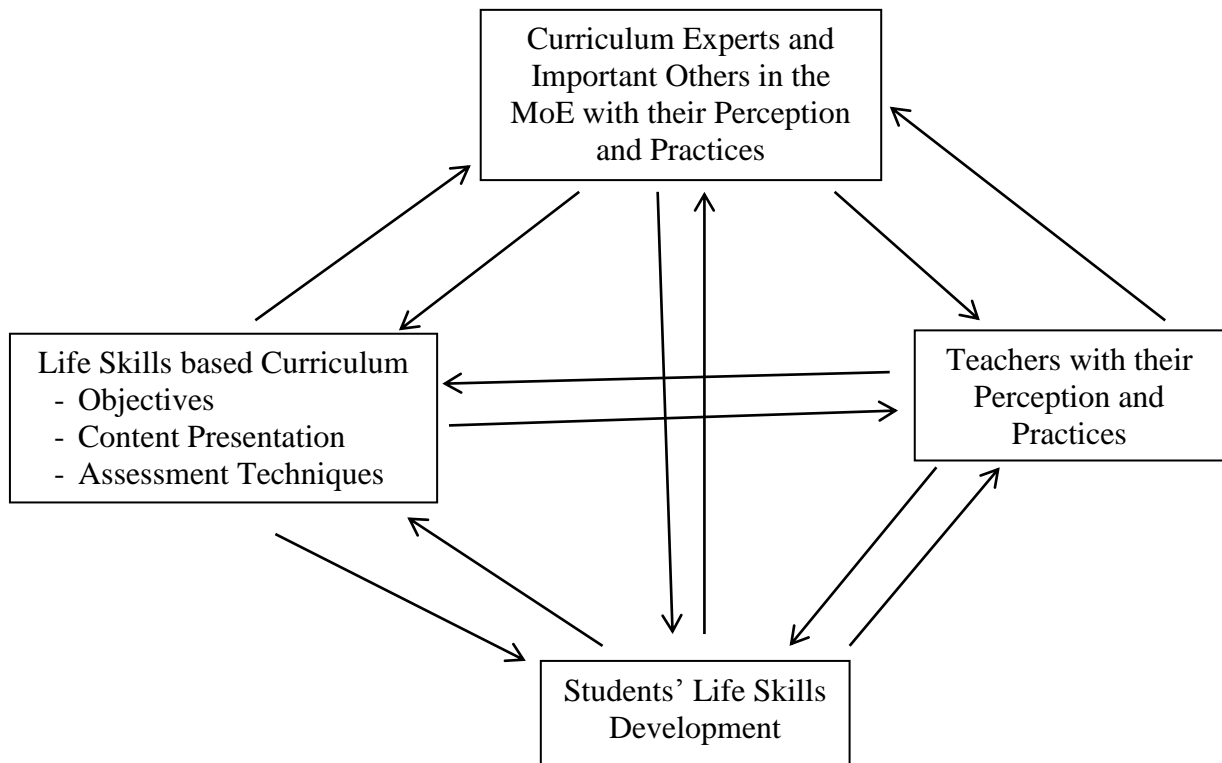 Curriculum Experts and
Important Others in the
MoE with their Perception
and Practices
Life Skills based Curriculum
- Objectives
- Content Presentation
- Assessment Techniques
Teachers with their
Perception and
Practices
Students’ Life Skills
Development